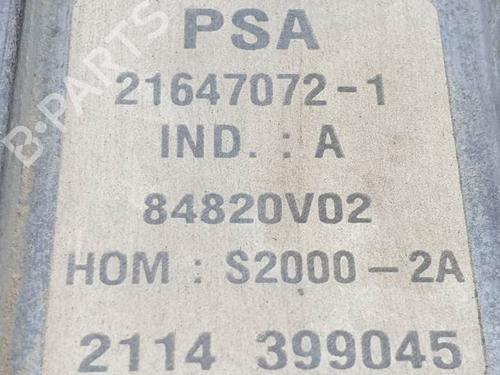 PSA
21647072-1
IND. : A
84820V02
HOM : S2000-2A
2114 399045
B-PARTS